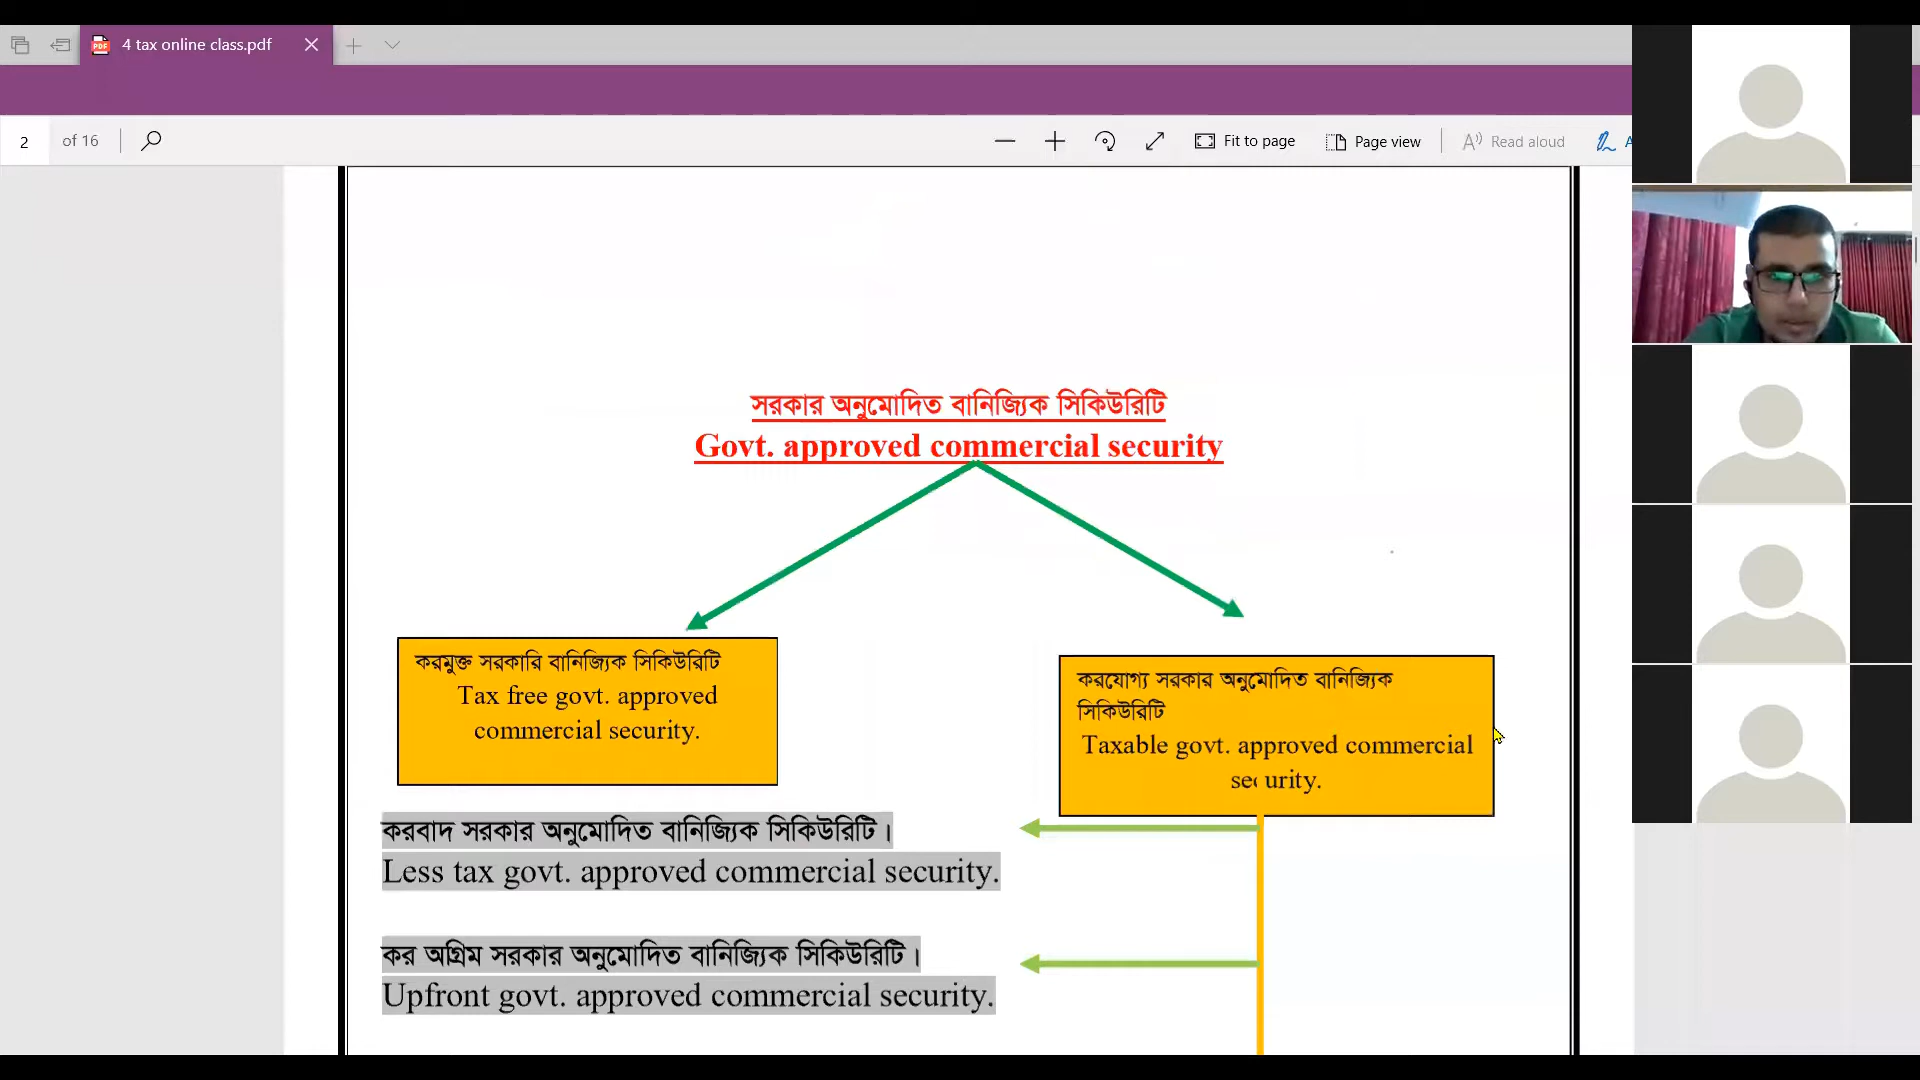 4 tax online class.pdf
2 of 16
Fit to page
Page view
Read aloud
সরকার অনুমোদিত বানিজ্যিক সিকিউরিটি
Govt. approved commercial security
করমুক্ত সরকারি বানিজ্যিক সিকিউরিটি
Tax free govt. approved
commercial security.
করযোগ্য সরকার অনুমোদিত বানিজ্যিক
সিকিউরিটি
Taxable govt. approved commercial
security.
করবাদ সরকার অনুমোদিত বানিজ্যিক সিকিউরিটি।
Less tax govt. approved commercial security.
কর অগ্রিম সরকার অনুমোদিত বানিজ্যিক সিকিউরিটি।
Upfront govt. approved commercial security.